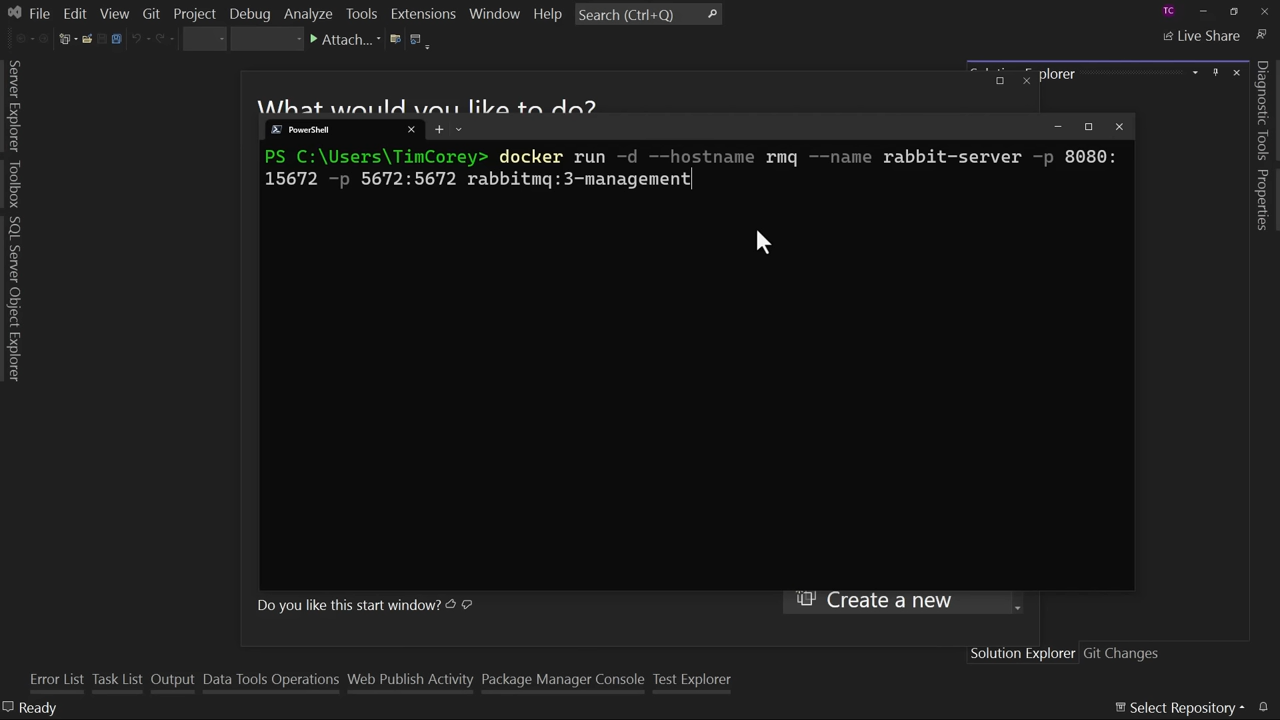 File Edit View Git Project Debug Analyze Tools Extensions Window Help Search (Ctrl+Q) TC
Attach... Live Share
Server Explorer
Toolbox
SQL Server Object Explorer
What would you like to do?
PowerShell
PS C:\Users\TimCorey> docker run -d --hostname rmq --name rabbit-server -p 8080:
15672 -p 5672:5672 rabbitmq:3-management
Do you like this start window?
Create a new
Solution Explorer
Diagnostic Tools
Properties
Solution Explorer Git Changes
Error List Task List Output Data Tools Operations Web Publish Activity Package Manager Console Test Explorer
Ready Select Repository